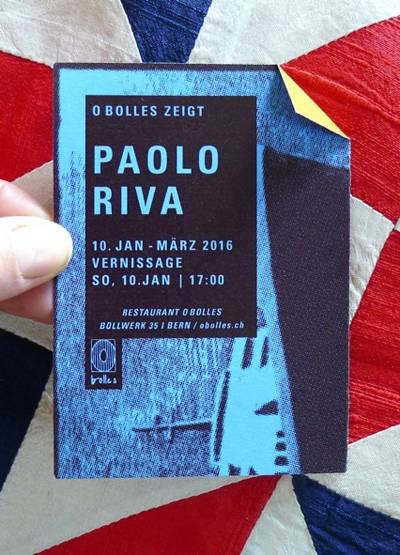 O BOLLES ZEIGT
PAOLO
RIVA
10. JAN - MÄRZ 2016
VERNISSAGE
SO, 10.JAN | 17:00
RESTAURANT O BOLLES
BOLLWERK 35 I BERN / obolles.ch
bolles